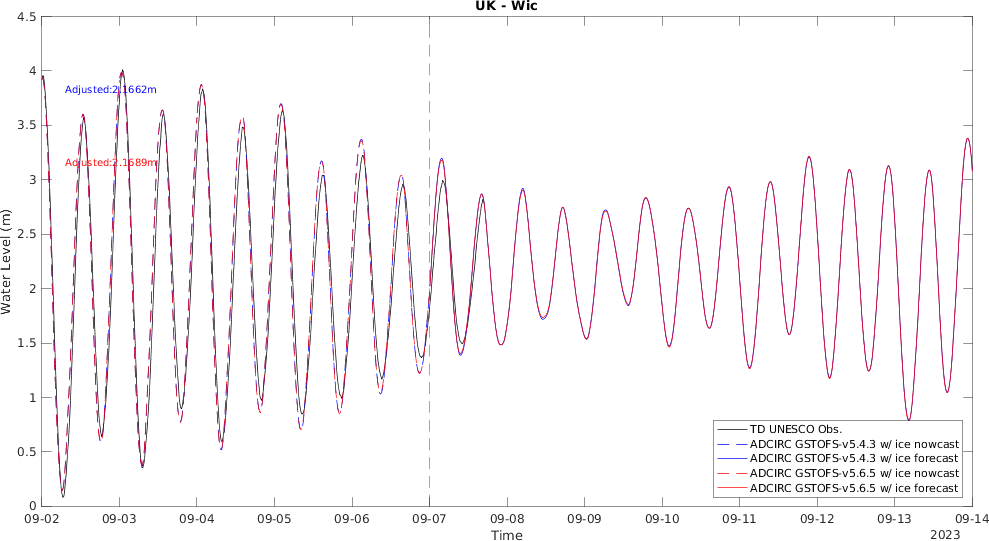 UK - Wic
4.5
4
3.5
3
2.5
2
1.5
1
0.5
0
Water Level (m)
Adjusted:2.1662m
Adjusted:2.1689m
TD UNESCO Obs.
ADCIRC GSTOFS-v5.4.3 w/ ice nowcast
ADCIRC GSTOFS-v5.4.3 w/ ice forecast
ADCIRC GSTOFS-v5.6.5 w/ ice nowcast
ADCIRC GSTOFS-v5.6.5 w/ ice forecast
09-02 09-03 09-04 09-05 09-06 09-07 09-08 09-09 09-10 09-11 09-12 09-13 09-14
Time
2023